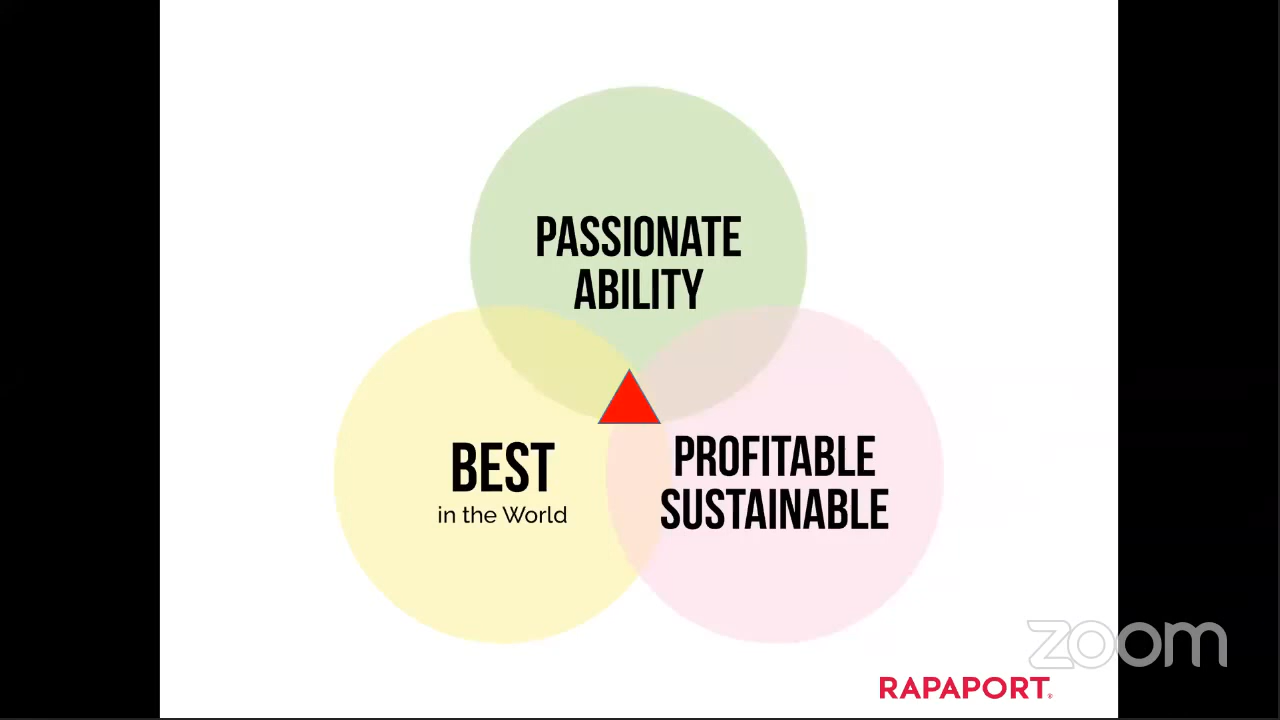 PASSIONATE
ABILITY
BEST
in the World
PROFITABLE
SUSTAINABLE
zoom
RAPAPORT®